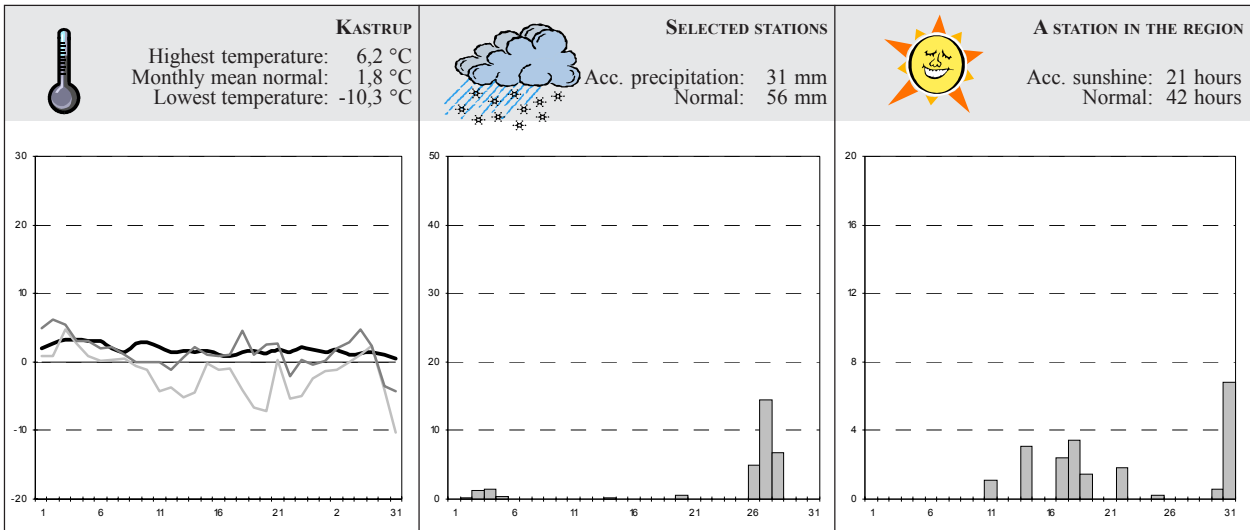 KASTRUP
Highest temperature: 6,2 °C
Monthly mean normal: 1,8 °C
Lowest temperature: -10,3 °C
SELECTED STATIONS
Acc. precipitation: 31 mm
Normal: 56 mm
A STATION IN THE REGION
Acc. sunshine: 21 hours
Normal: 42 hours
30
20
10
0
-10
-20
1 6 11 16 21 2 31
50
40
30
20
10
0
1 6 11 16 21 26 31
20
16
12
8
4
0
1 6 11 16 21 26 31